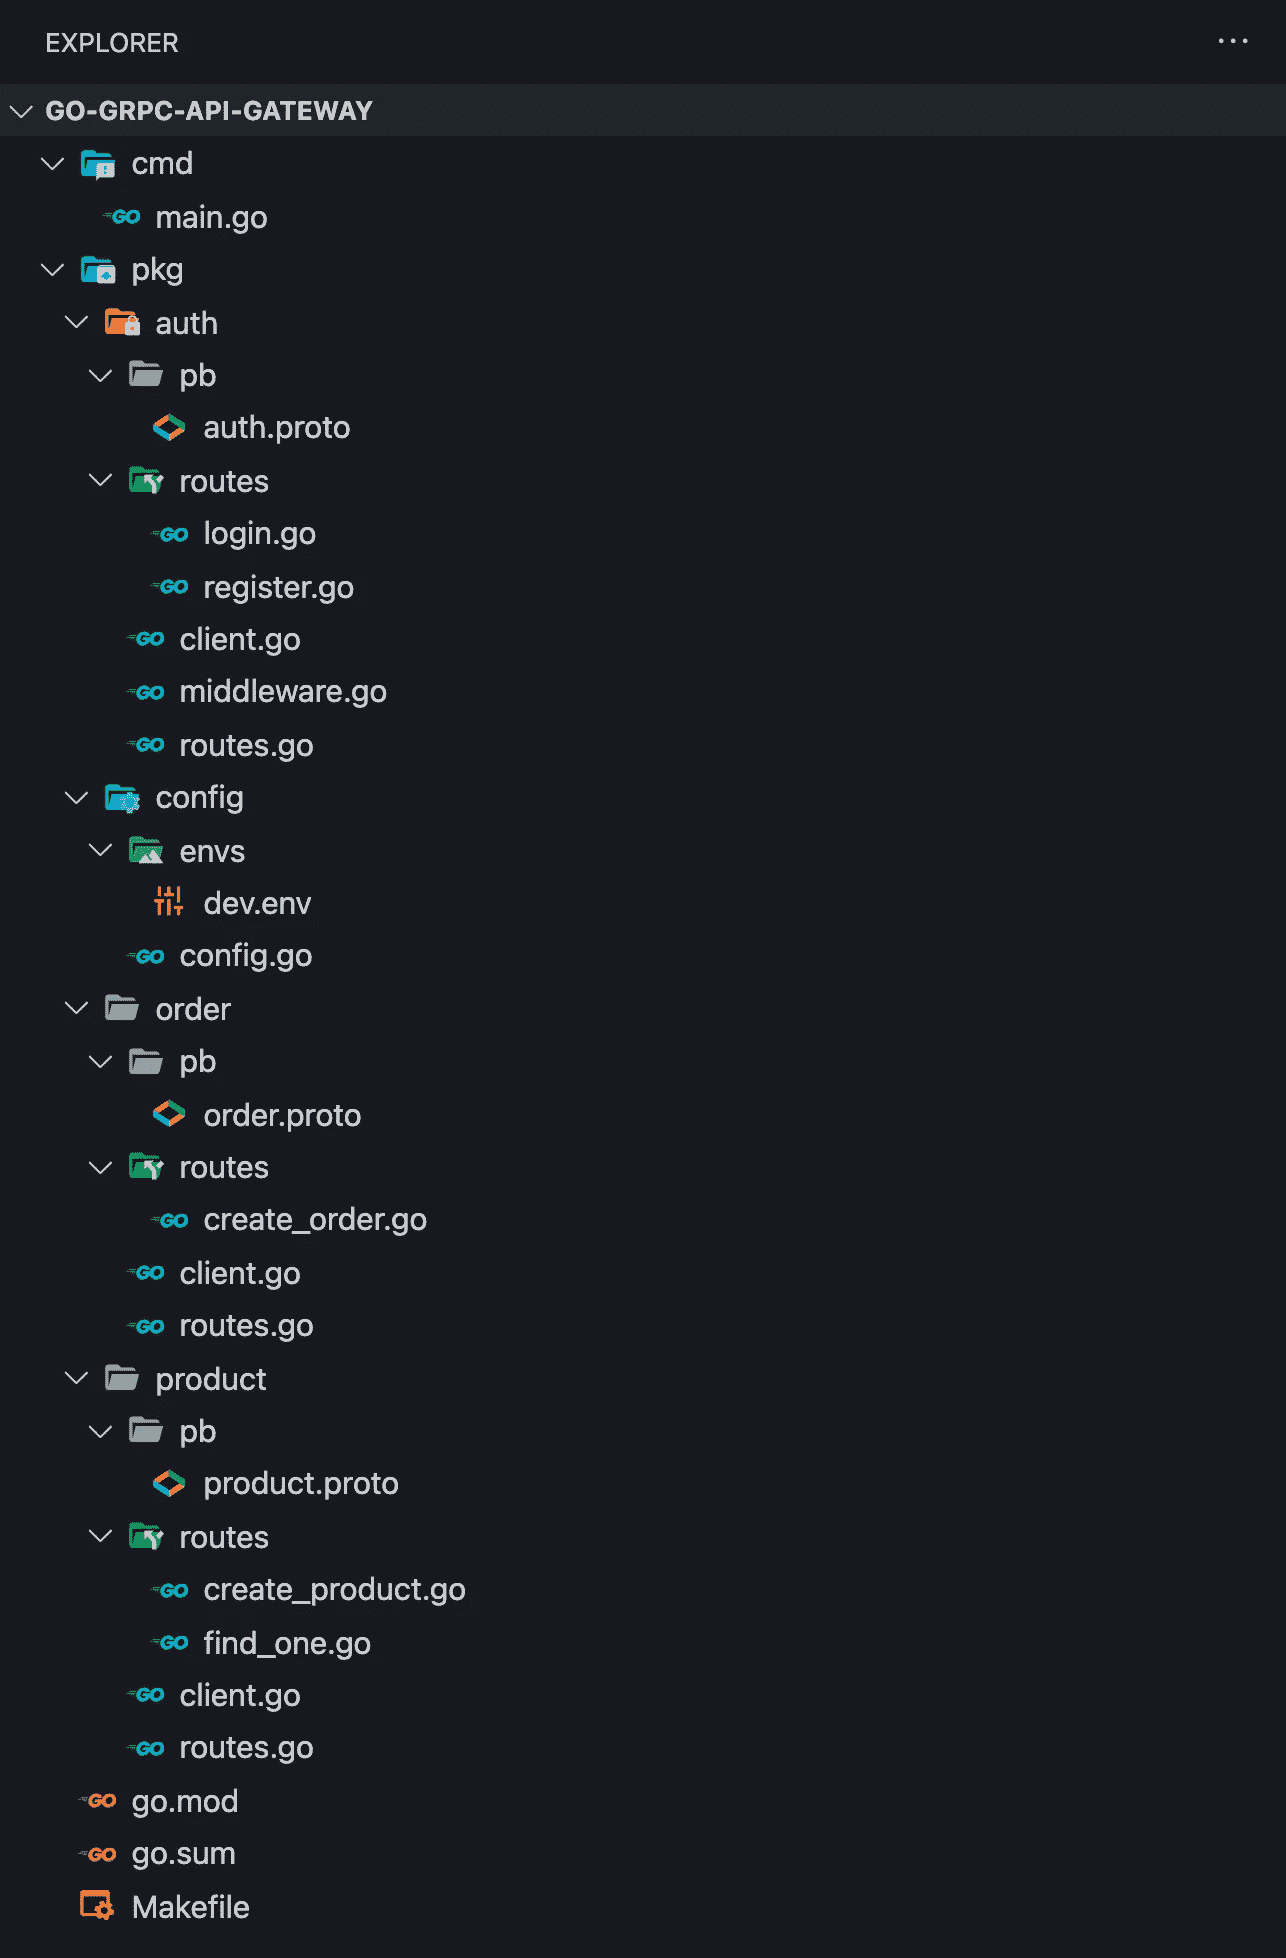 EXPLORER
GO-GRPC-API-GATEWAY
cmd
main.go
pkg
auth
pb
auth.proto
routes
login.go
register.go
client.go
middleware.go
routes.go
config
envs
dev.env
config.go
order
pb
order.proto
routes
create_order.go
client.go
routes.go
product
pb
product.proto
routes
create_product.go
find_one.go
client.go
routes.go
go.mod
go.sum
Makefile